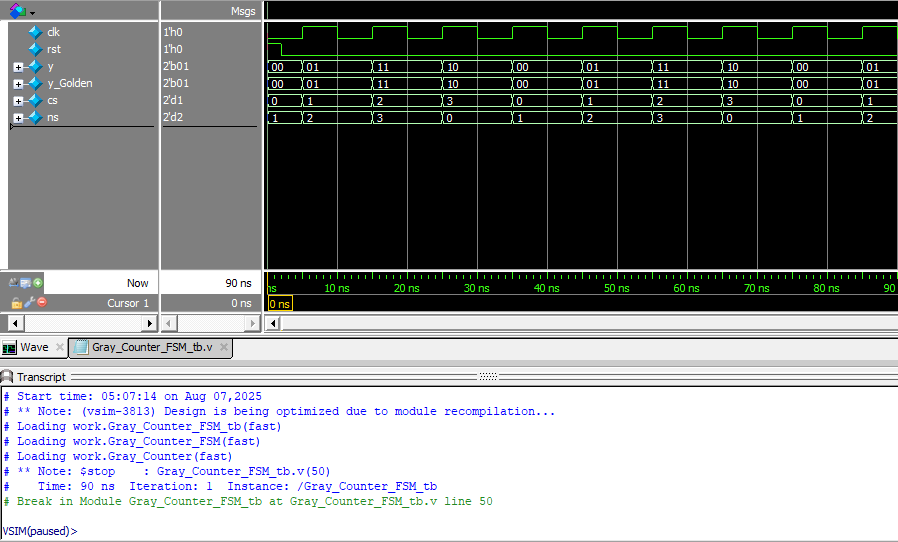 Msgs
clk 1'h0
rst 1'h0
y 2'b01 00 01 11 10 00 01 11 10 00 01
y_Golden 2'b01 00 01 11 10 00 01 11 10 00 01
cs 2'd1 0 1 2 3 0 1 2 3 0 1
ns 2'd2 1 2 3 0 1 2 3 0 1 2
Now 90 ns ns 10 ns 20 ns 30 ns 40 ns 50 ns 60 ns 70 ns 80 ns 90
Cursor 1 0 ns 0 ns
Wave Gray_Counter_FSM_tb.v
Transcript
# Start time: 05:07:14 on Aug 07,2025
# ** Note: (vsim-3813) Design is being optimized due to module recompilation...
# Loading work.Gray_Counter_FSM_tb(fast)
# Loading work.Gray_Counter_FSM(fast)
# Loading work.Gray_Counter(fast)
# ** Note: $stop    : Gray_Counter_FSM_tb.v(50)
#    Time: 90 ns  Iteration: 1  Instance: /Gray_Counter_FSM_tb
# Break in Module Gray_Counter_FSM_tb at Gray_Counter_FSM_tb.v line 50
VSIM(paused)>